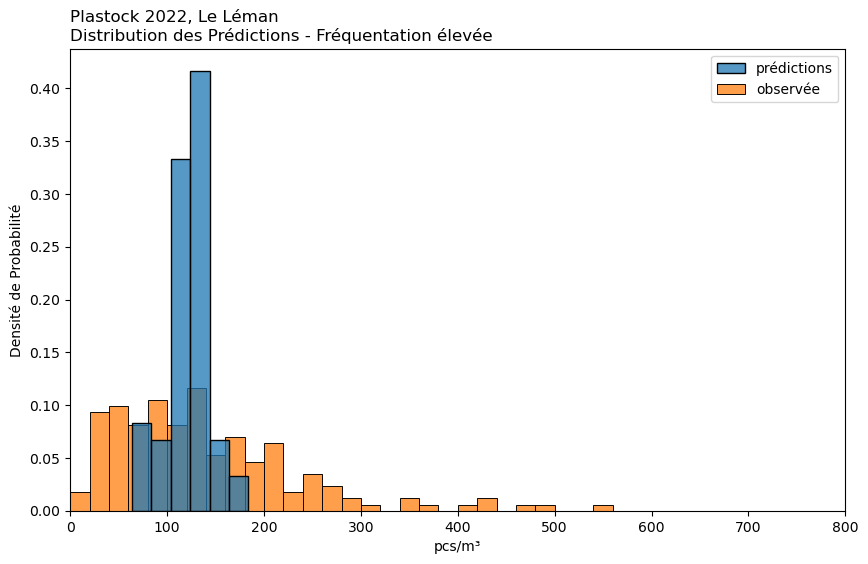 Plastock 2022, Le Léman
Distribution des Prédictions - Fréquentation élevée
prédictions
observée
Densité de Probabilité
0.40
0.35
0.30
0.25
0.20
0.15
0.10
0.05
0.00
0 100 200 300 400 500 600 700 800
pcs/m³